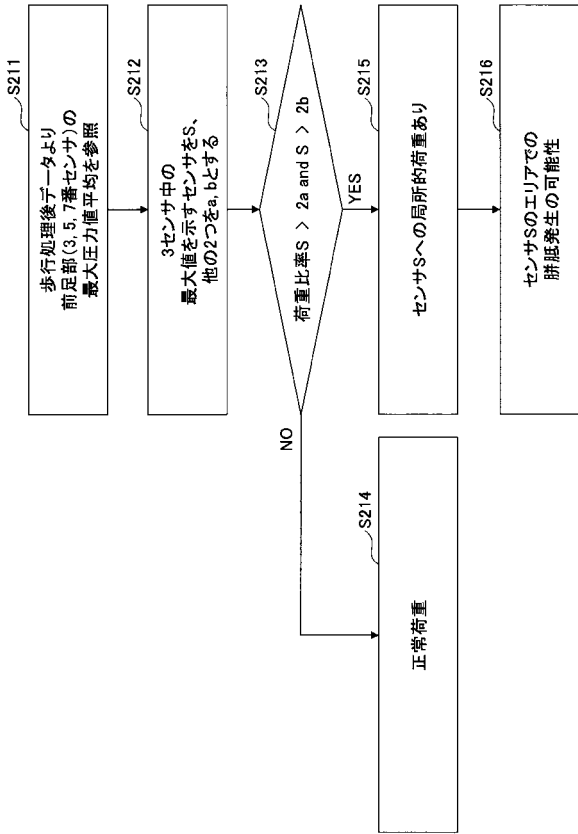 S211
歩行処理後データより
前足部(3, 5, 7番センサ)の
最大圧力値平均を参照
S212
3センサ中の
最大値を示すセンサをS、
他の2つをa, bとする
S213
荷重比率S > 2a and S > 2b
NO
YES
S214
正常荷重
S215
センサSへの局所的荷重あり
S216
センサSのエリアでの
胼胝発生の可能性